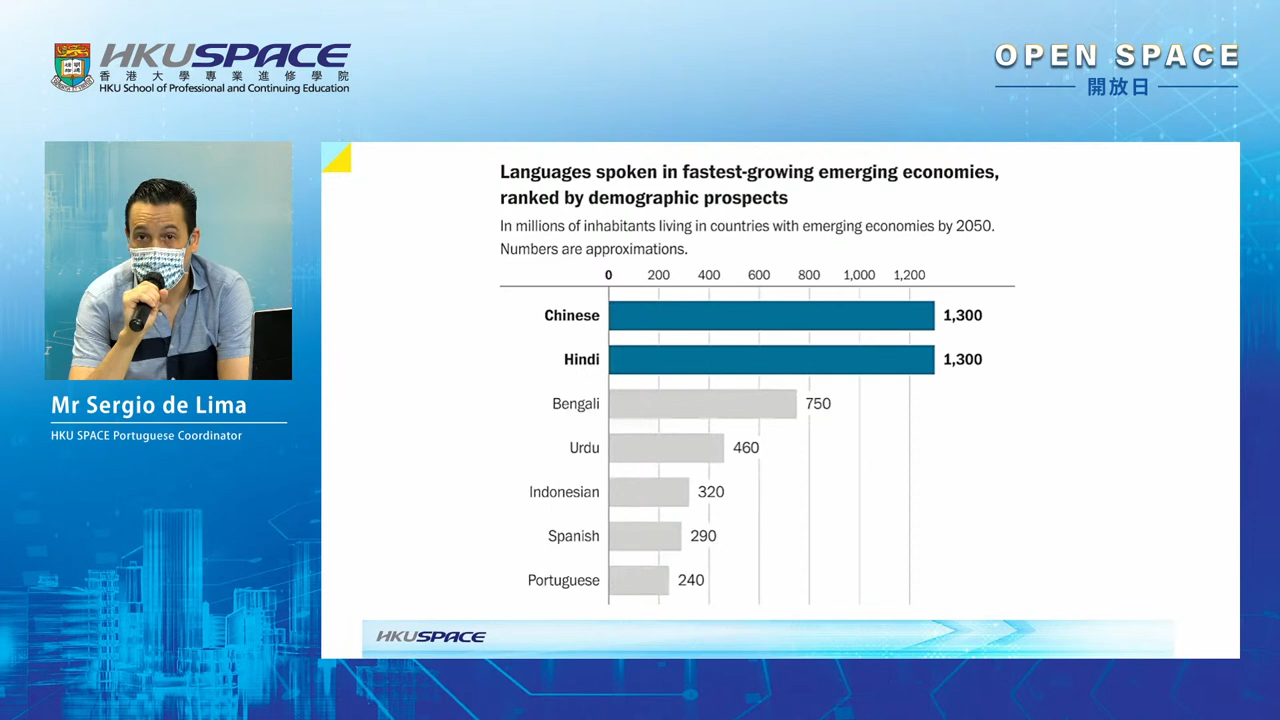 HKUSPACE
香港大學專業進修學院
HKU School of Professional and Continuing Education
OPEN SPACE
開放日
Mr Sergio de Lima
HKU SPACE Portuguese Coordinator
Languages spoken in fastest-growing emerging economies,
ranked by demographic prospects
In millions of inhabitants living in countries with emerging economies by 2050.
Numbers are approximations.
0 200 400 600 800 1,000 1,200
Chinese 1,300
Hindi 1,300
Bengali 750
Urdu 460
Indonesian 320
Spanish 290
Portuguese 240
HKUSPACE